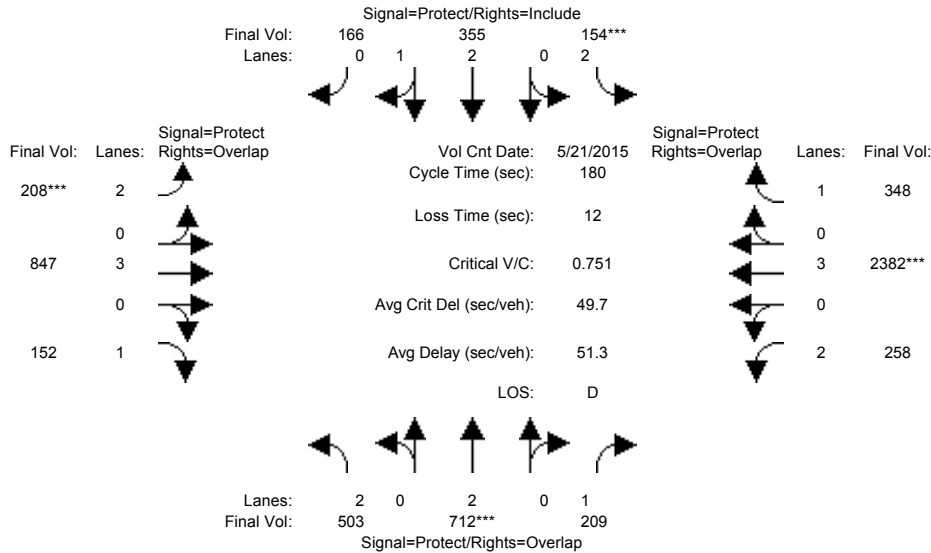 Signal=Protect/Rights=Include
Final Vol: 166 355 154***
Lanes: 0 1 2 0 2
Signal=Protect Signal=Protect
Final Vol: Lanes: Rights=Overlap Vol Cnt Date: 5/21/2015 Rights=Overlap Lanes: Final Vol:
208*** 2 Cycle Time (sec): 180 1 348
0 Loss Time (sec): 12 0
847 3 Critical V/C: 0.751 3 2382***
0 Avg Crit Del (sec/veh): 49.7 0
152 1 Avg Delay (sec/veh): 51.3 2 258
LOS: D
Lanes: 2 0 2 0 1
Final Vol: 503 712*** 209
Signal=Protect/Rights=Overlap